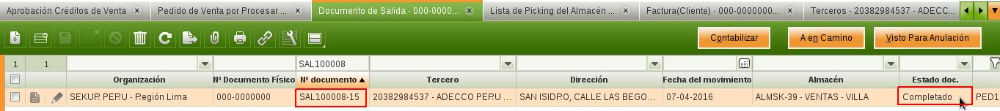 Aprobación Créditos de Venta Pedido de Venta por Procesar ... Documento de Salida - 000-0000... Lista de Picking del Almacén ... Factura(Cliente) - 000-0000000... Terceros - 20382984537 - ADECC...
Contabilizar A en Camino Visto Para Anulación
1 1 SAL100008
Organización Nº Documento Físico Nº documento Tercero Dirección Fecha del movimiento Almacén Estado doc.
SEKUR PERU - Región Lima 000-0000000 SAL100008-15 20382984537 - ADECCO PERU ... SAN ISIDRO, CALLE LAS BEGO... 07-04-2016 ALMSK-39 - VENTAS - VILLA Completado PED1